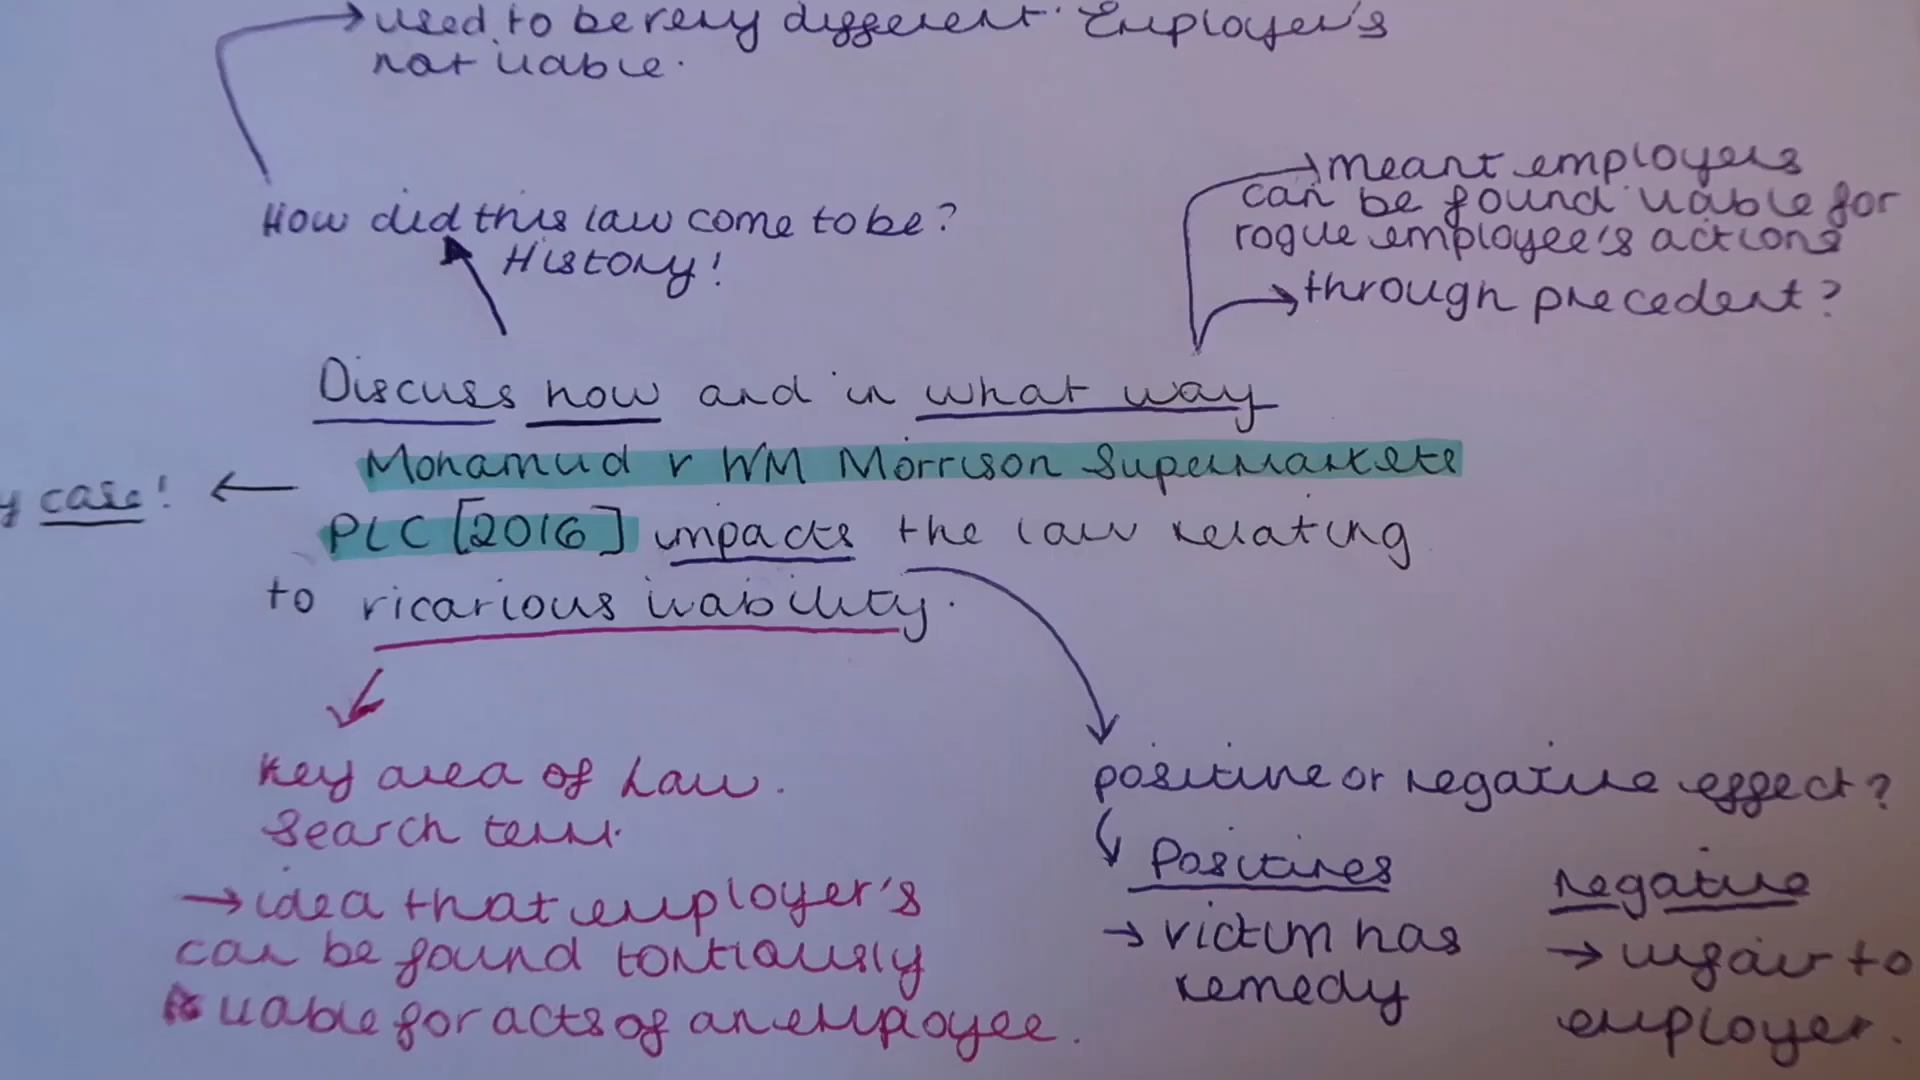 used to be very different. Employer's
not liable.
How did this law come to be?
History!
meant employers
can be found liable for
rogue employee's actions
through precedent?
Discuss how and in what way
Mohamud v WM Morrison Supermarkets
PLC [2016] impacts the law relating
to vicarious liability.
y case!
key area of Law.
Search term.
→ idea that employer's
can be found tortiously
liable for acts of an employee.
positive or negative effect?
Positives
→ victim has
remedy
negative
→ unfair to
employer.